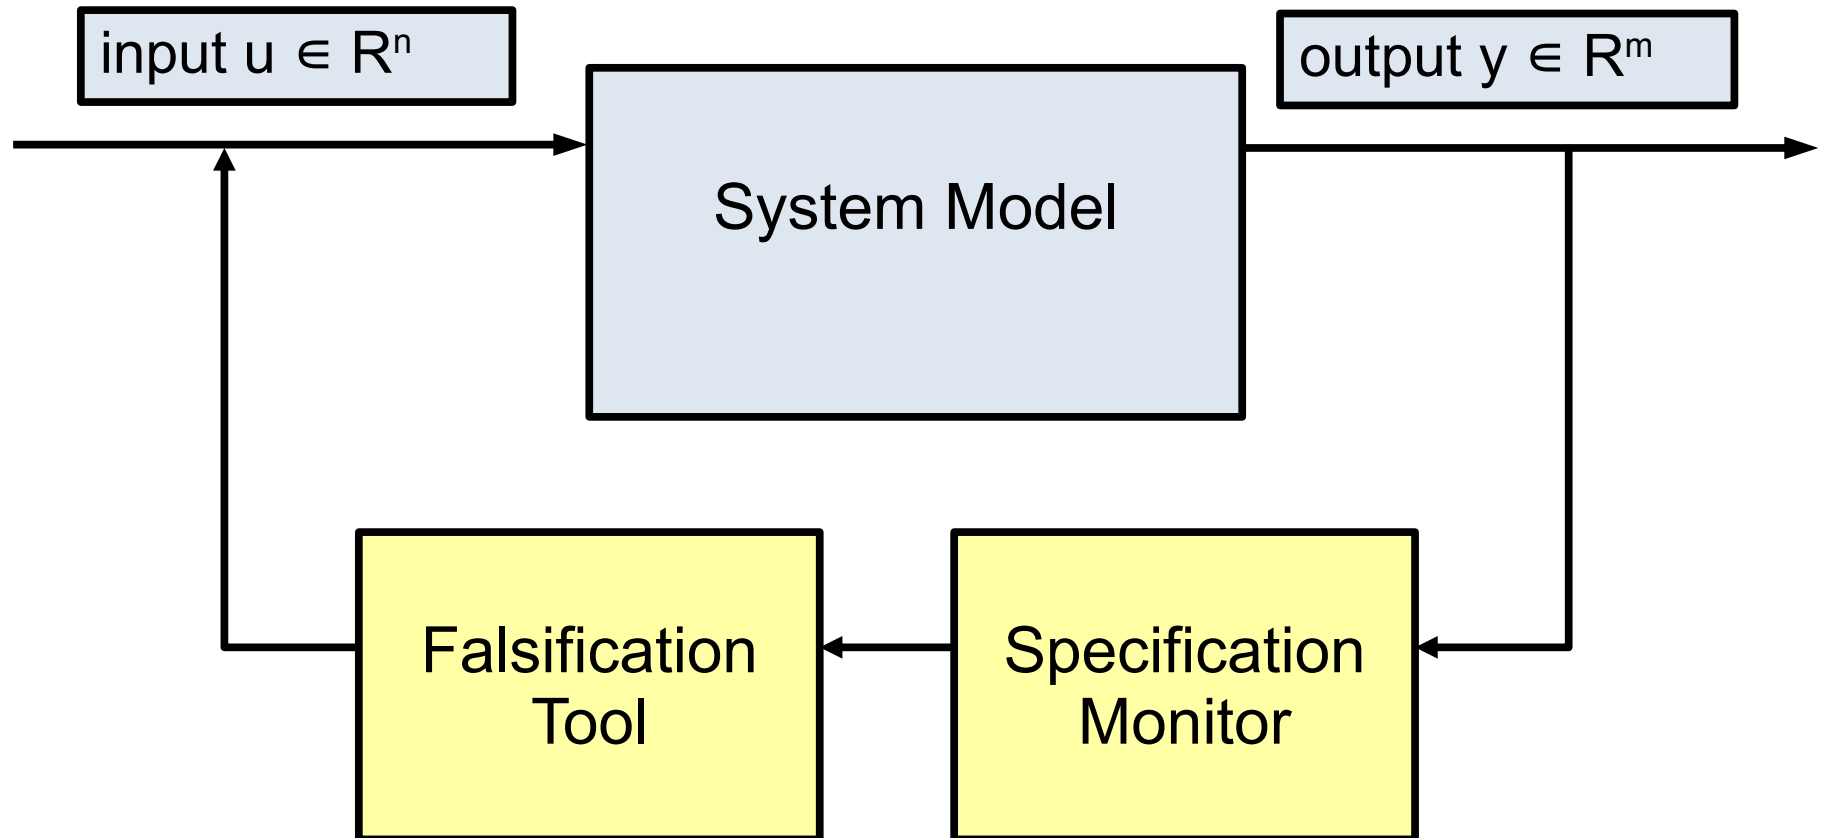 input u ∈ Rⁿ
output y ∈ Rᵐ
System Model
Falsification
Tool
Specification
Monitor